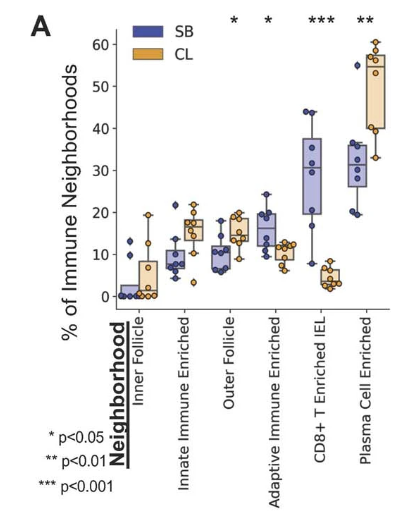 A
* * *** **
SB
CL
% of Immune Neighborhoods
60
50
40
30
20
10
0
Inner Follicle
Innate Immune Enriched
Outer Follicle
Adaptive Immune Enriched
CD8+ T Enriched IEL
Plasma Cell Enriched
Neighborhood
* p<0.05
** p<0.01
*** p<0.001